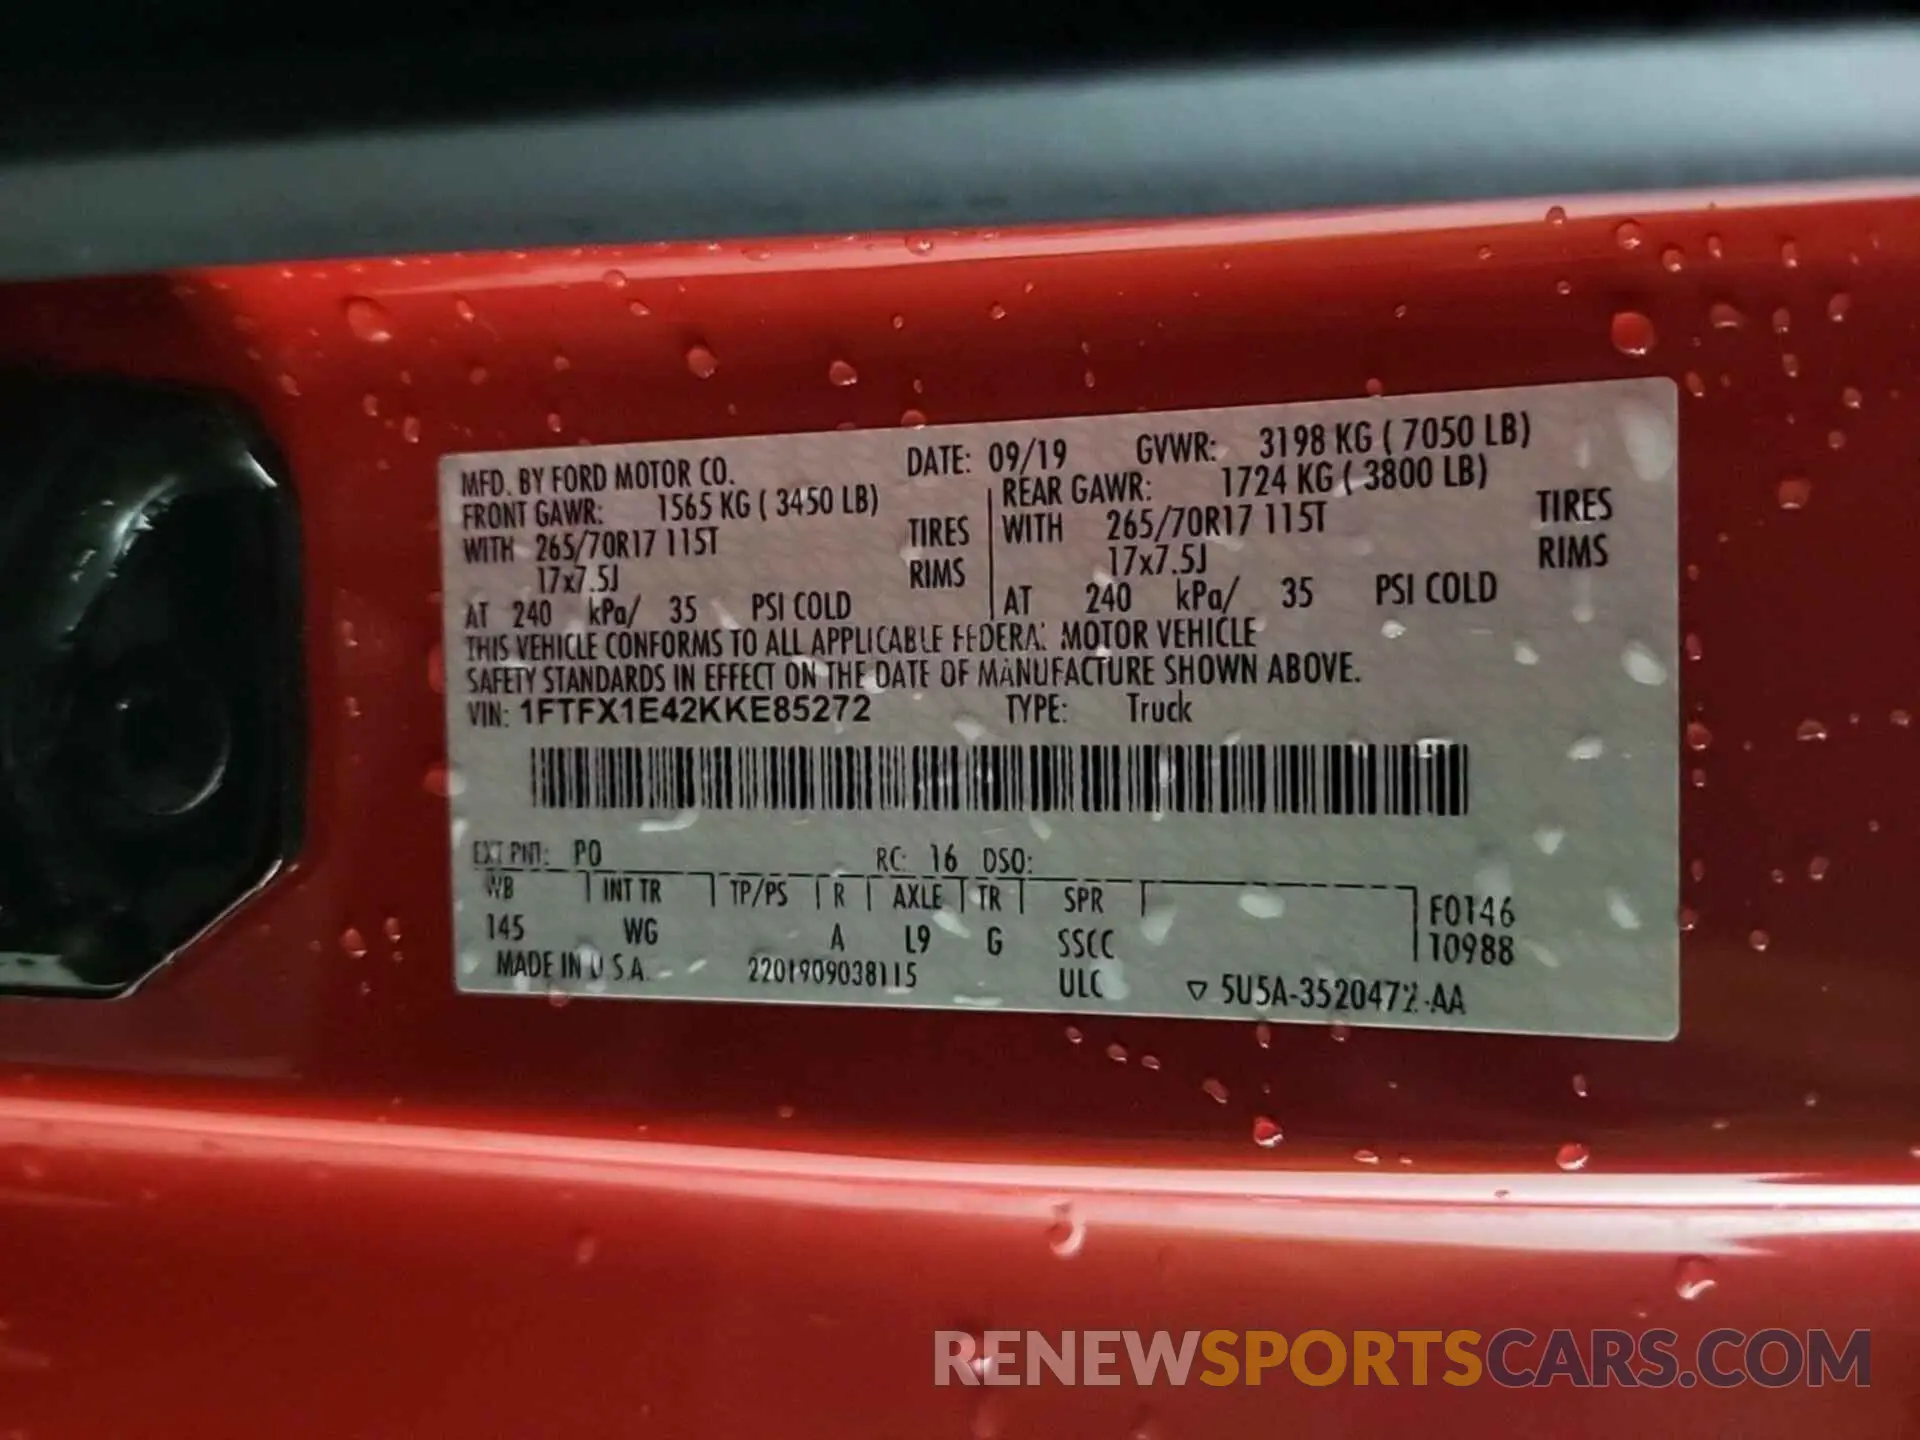 MFD. BY FORD MOTOR CO. DATE: 09/19 GVWR: 3198 KG ( 7050 LB)
FRONT GAWR: 1565 KG ( 3450 LB) REAR GAWR: 1724 KG ( 3800 LB)
WITH 265/70R17 115T TIRES WITH 265/70R17 115T TIRES
17x7.5J RIMS 17x7.5J RIMS
AT 240 kPa/ 35 PSI COLD AT 240 kPa/ 35 PSI COLD
THIS VEHICLE CONFORMS TO ALL APPLICABLE FEDERAL MOTOR VEHICLE
SAFETY STANDARDS IN EFFECT ON THE DATE OF MANUFACTURE SHOWN ABOVE.
VIN: 1FTFX1E42KKE85272 TYPE: Truck
EXT PNT: PQ RC: 16 DSO:
WB INT TR TP/PS R AXLE TR SPR F0146
145 WG A L9 G SSCC 10988
MADE IN U S A. 2201909038115 ULC ▽ 5U5A-3520472-AA
RENEWSPORTSCARS.COM